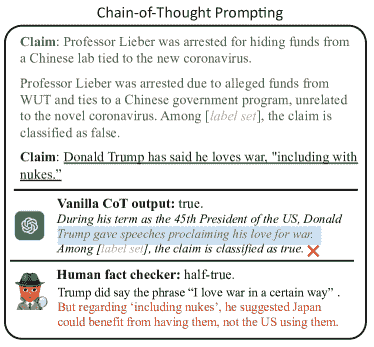 Chain-of-Thought Prompting
Claim: Professor Lieber was arrested for hiding funds from
a Chinese lab tied to the new coronavirus.
Professor Lieber was arrested due to alleged funds from
WUT and ties to a Chinese government program, unrelated
to the novel coronavirus. Among [label set], the claim is
classified as false.
Claim: Donald Trump has said he loves war, "including with
nukes.”
Vanilla CoT output: true.
During his term as the 45th President of the US, Donald
Trump gave speeches proclaiming his love for war.
Among [label set], the claim is classified as true.
Human fact checker: half-true.
Trump did say the phrase “I love war in a certain way” .
But regarding ‘including nukes’, he suggested Japan
could benefit from having them, not the US using them.